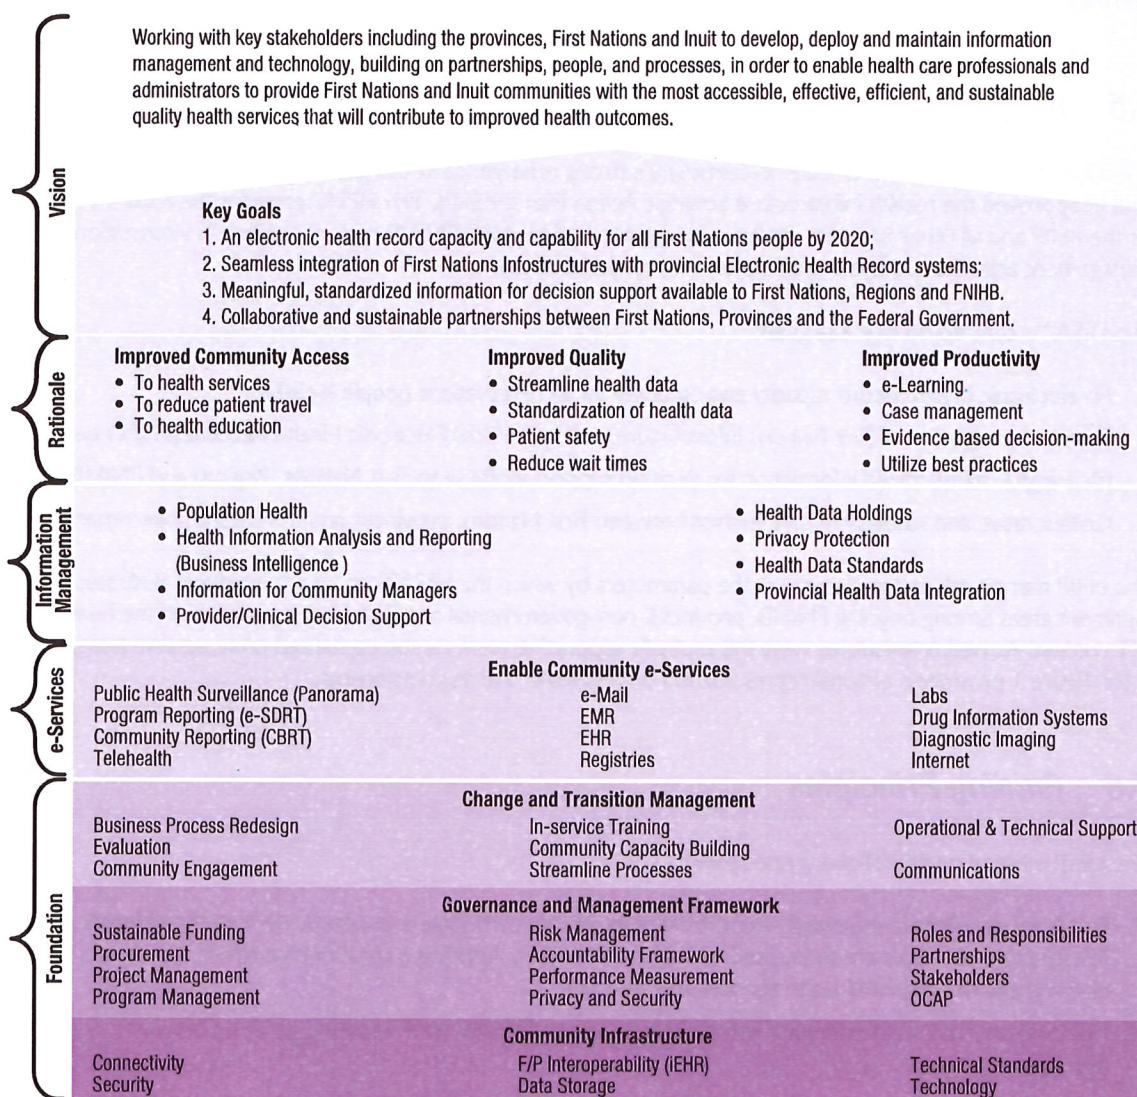 Vision
Working with key stakeholders including the provinces, First Nations and Inuit to develop, deploy and maintain information
management and technology, building on partnerships, people, and processes, in order to enable health care professionals and
administrators to provide First Nations and Inuit communities with the most accessible, effective, efficient, and sustainable
quality health services that will contribute to improved health outcomes.
Key Goals
1. An electronic health record capacity and capability for all First Nations people by 2020;
2. Seamless integration of First Nations Infostructures with provincial Electronic Health Record systems;
3. Meaningful, standardized information for decision support available to First Nations, Regions and FNIHB.
4. Collaborative and sustainable partnerships between First Nations, Provinces and the Federal Government.
Rationale
Improved Community Access
• To health services
• To reduce patient travel
• To health education
Improved Quality
• Streamline health data
• Standardization of health data
• Patient safety
• Reduce wait times
Improved Productivity
• e-Learning
• Case management
• Evidence based decision-making
• Utilize best practices
Information
Management
• Population Health
• Health Information Analysis and Reporting
(Business Intelligence )
• Information for Community Managers
• Provider/Clinical Decision Support
• Health Data Holdings
• Privacy Protection
• Health Data Standards
• Provincial Health Data Integration
e-Services
Enable Community e-Services
Public Health Surveillance (Panorama)
Program Reporting (e-SDRT)
Community Reporting (CBRT)
Telehealth
e-Mail
EMR
EHR
Registries
Labs
Drug Information Systems
Diagnostic Imaging
Internet
Foundation
Change and Transition Management
Business Process Redesign
Evaluation
Community Engagement
In-service Training
Community Capacity Building
Streamline Processes
Operational & Technical Support
Communications
Governance and Management Framework
Sustainable Funding
Procurement
Project Management
Program Management
Risk Management
Accountability Framework
Performance Measurement
Privacy and Security
Roles and Responsibilities
Partnerships
Stakeholders
OCAP
Community Infrastructure
Connectivity
Security
F/P Interoperability (iEHR)
Data Storage
Technical Standards
Technology